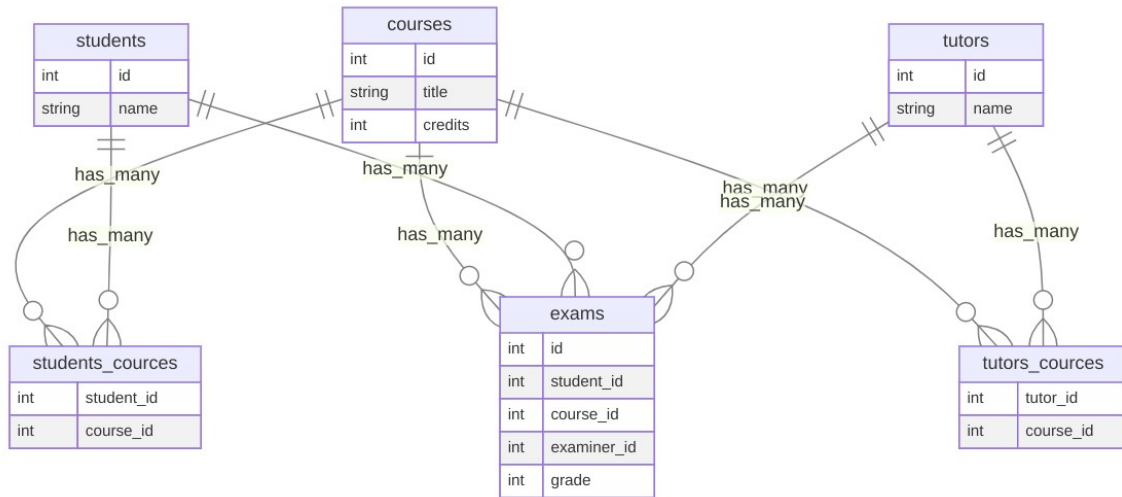 students
int id
string name
courses
int id
string title
int credits
tutors
int id
string name
has_many
has_many
has_many
has_many
has_many
has_many
has_many
students_cources
int student_id
int course_id
exams
int id
int student_id
int course_id
int examiner_id
int grade
tutors_cources
int tutor_id
int course_id